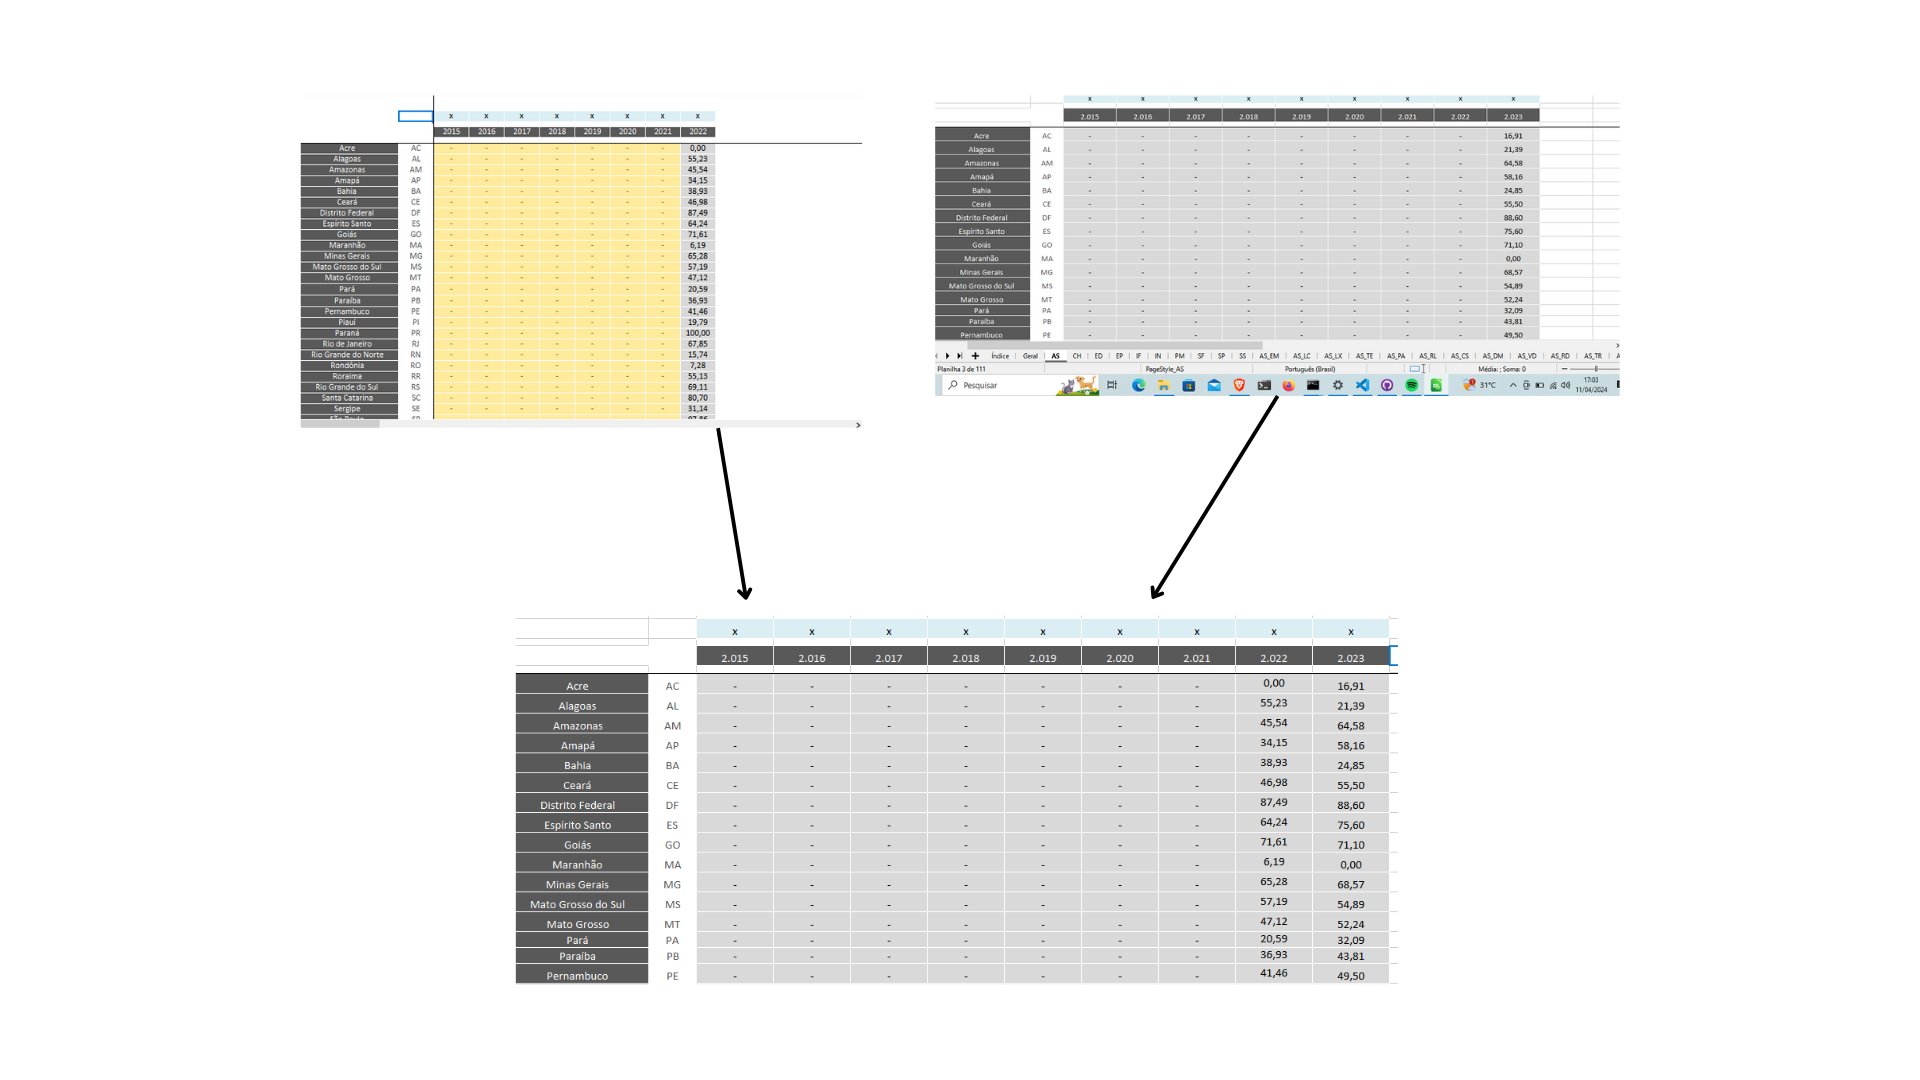 x x x x x x x x
2015 2016 2017 2018 2019 2020 2021 2022
Acre AC - - - - - - - 0,00
Alagoas AL - - - - - - - 55,23
Amazonas AM - - - - - - - 45,54
Amapá AP - - - - - - - 34,15
Bahia BA - - - - - - - 38,93
Ceará CE - - - - - - - 46,98
Distrito Federal DF - - - - - - - 87,49
Espírito Santo ES - - - - - - - 64,24
Goiás GO - - - - - - - 71,61
Maranhão MA - - - - - - - 6,19
Minas Gerais MG - - - - - - - 65,28
Mato Grosso do Sul MS - - - - - - - 57,19
Mato Grosso MT - - - - - - - 47,12
Pará PA - - - - - - - 20,59
Paraíba PB - - - - - - - 36,93
Pernambuco PE - - - - - - - 41,46
Piauí PI - - - - - - - 19,79
Paraná PR - - - - - - - 100,00
Rio de Janeiro RJ - - - - - - - 67,85
Rio Grande do Norte RN - - - - - - - 15,74
Rondônia RO - - - - - - - 7,28
Roraima RR - - - - - - - 55,13
Rio Grande do Sul RS - - - - - - - 69,11
Santa Catarina SC - - - - - - - 80,70
Sergipe SE - - - - - - - 31,14
x x x x x x x x x
2.015 2.016 2.017 2.018 2.019 2.020 2.021 2.022 2.023
Acre AC - - - - - - - - 16,91
Alagoas AL - - - - - - - - 21,39
Amazonas AM - - - - - - - - 64,58
Amapá AP - - - - - - - - 58,16
Bahia BA - - - - - - - - 24,85
Ceará CE - - - - - - - - 55,50
Distrito Federal DF - - - - - - - - 88,60
Espírito Santo ES - - - - - - - - 75,60
Goiás GO - - - - - - - - 71,10
Maranhão MA - - - - - - - - 0,00
Minas Gerais MG - - - - - - - - 68,57
Mato Grosso do Sul MS - - - - - - - - 54,89
Mato Grosso MT - - - - - - - - 52,24
Pará PA - - - - - - - - 32,09
Paraíba PB - - - - - - - - 43,81
Pernambuco PE - - - - - - - - 49,50
Índice Geral AS CH ED EP IF IN PM SF SP SS AS_EM AS_LC AS_LX AS_TE AS_PA AS_RL AS_CS AS_DM AS_VD AS_RD AS_TR
Planilha 3 de 111 PageStyle_AS Português (Brasil) Média: ; Soma: 0
Pesquisar 31°C 17:03
11/04/2024
x x x x x x x x x
2.015 2.016 2.017 2.018 2.019 2.020 2.021 2.022 2.023
Acre AC - - - - - - - 0,00 16,91
Alagoas AL - - - - - - - 55,23 21,39
Amazonas AM - - - - - - - 45,54 64,58
Amapá AP - - - - - - - 34,15 58,16
Bahia BA - - - - - - - 38,93 24,85
Ceará CE - - - - - - - 46,98 55,50
Distrito Federal DF - - - - - - - 87,49 88,60
Espírito Santo ES - - - - - - - 64,24 75,60
Goiás GO - - - - - - - 71,61 71,10
Maranhão MA - - - - - - - 6,19 0,00
Minas Gerais MG - - - - - - - 65,28 68,57
Mato Grosso do Sul MS - - - - - - - 57,19 54,89
Mato Grosso MT - - - - - - - 47,12 52,24
Pará PA - - - - - - - 20,59 32,09
Paraíba PB - - - - - - - 36,93 43,81
Pernambuco PE - - - - - - - 41,46 49,50